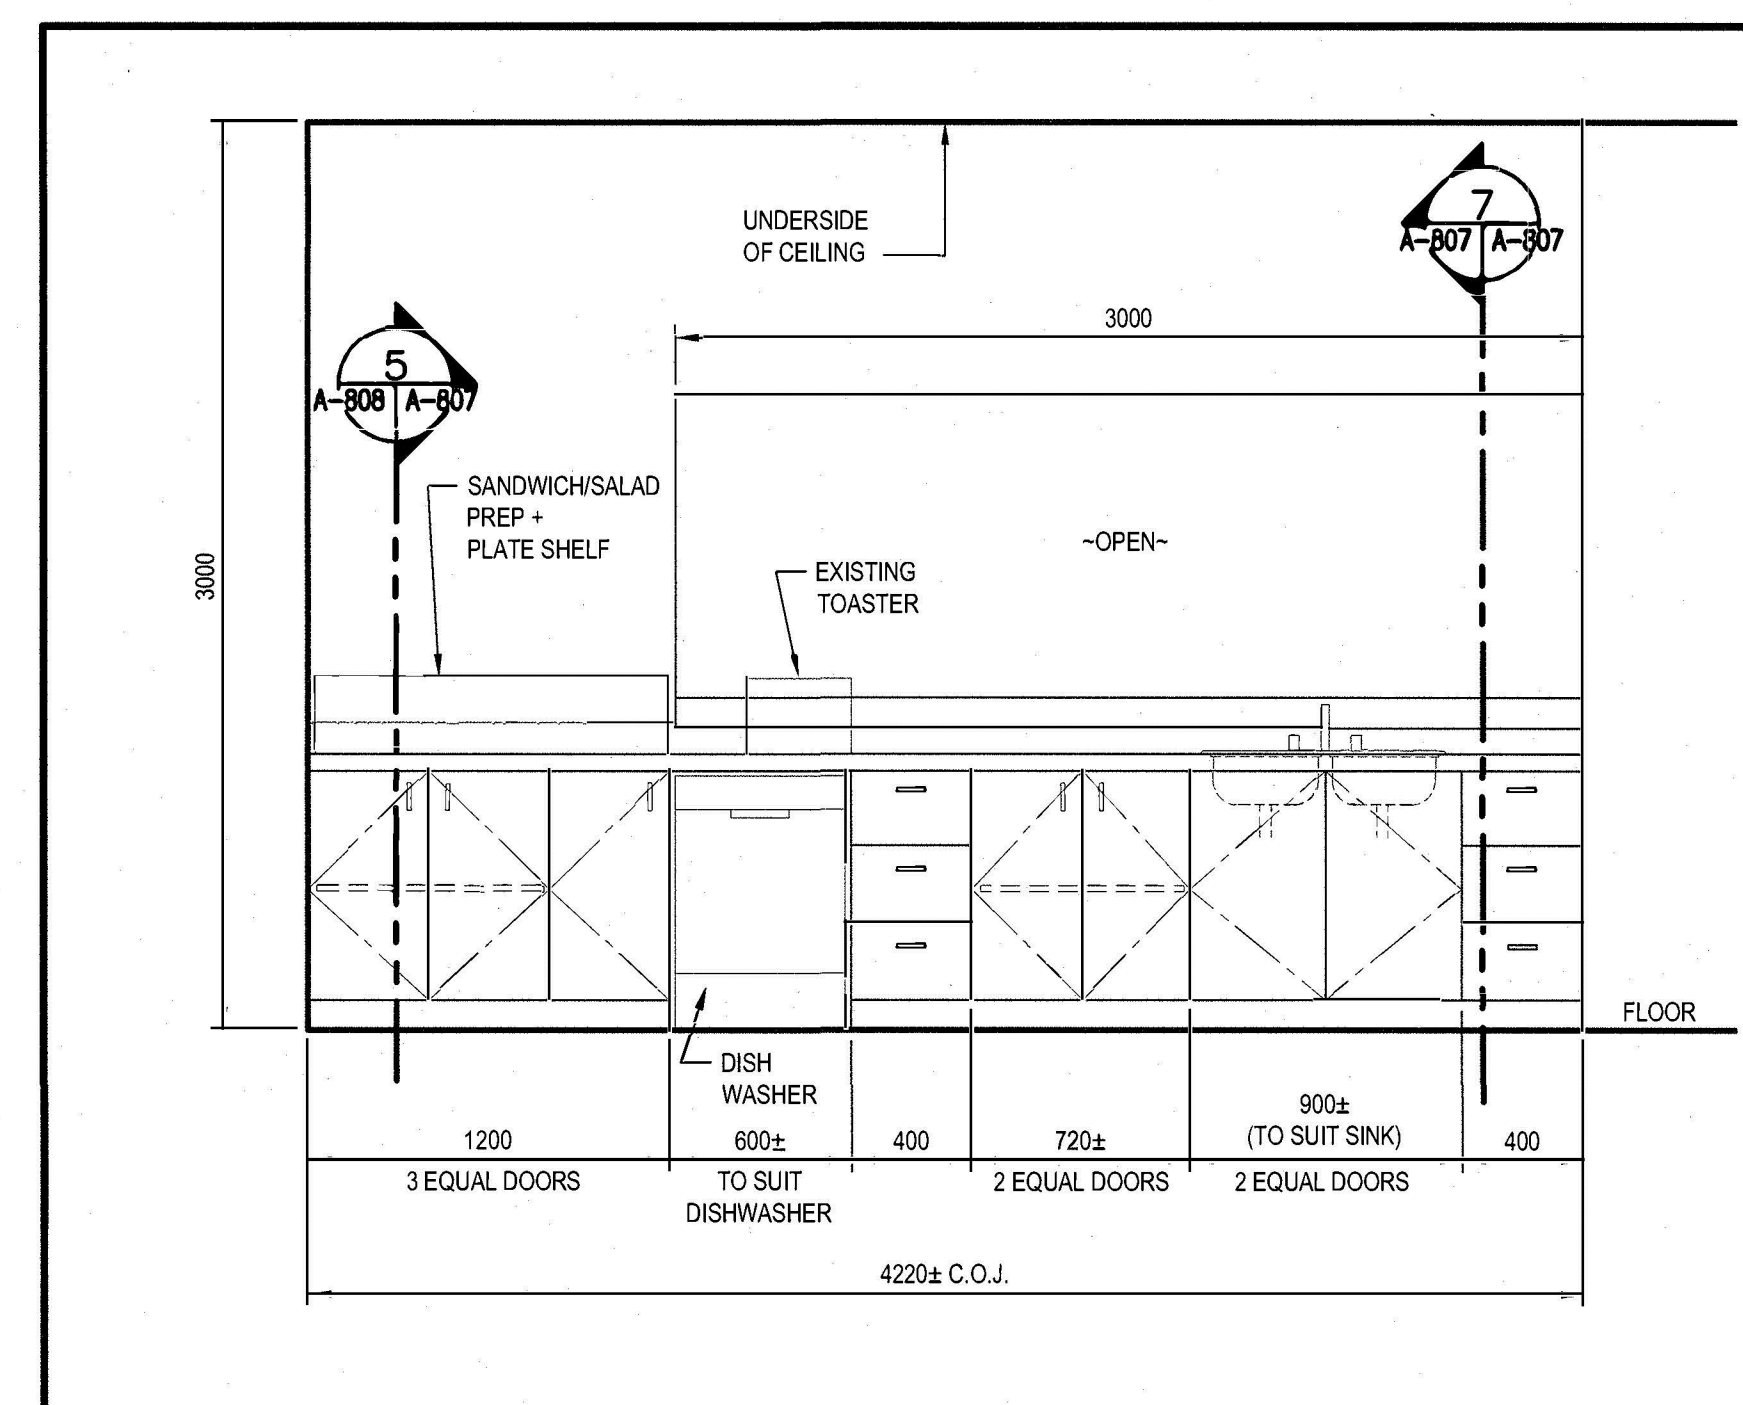 UNDERSIDE
OF CEILING
7
A-807 A-807
3000
5
A-808 A-807
SANDWICH/SALAD
PREP +
PLATE SHELF
~OPEN~
EXISTING
TOASTER
3000
FLOOR
DISH
WASHER
1200
3 EQUAL DOORS
600±
TO SUIT
DISHWASHER
400
720±
2 EQUAL DOORS
900±
(TO SUIT SINK)
2 EQUAL DOORS
400
4220± C.O.J.